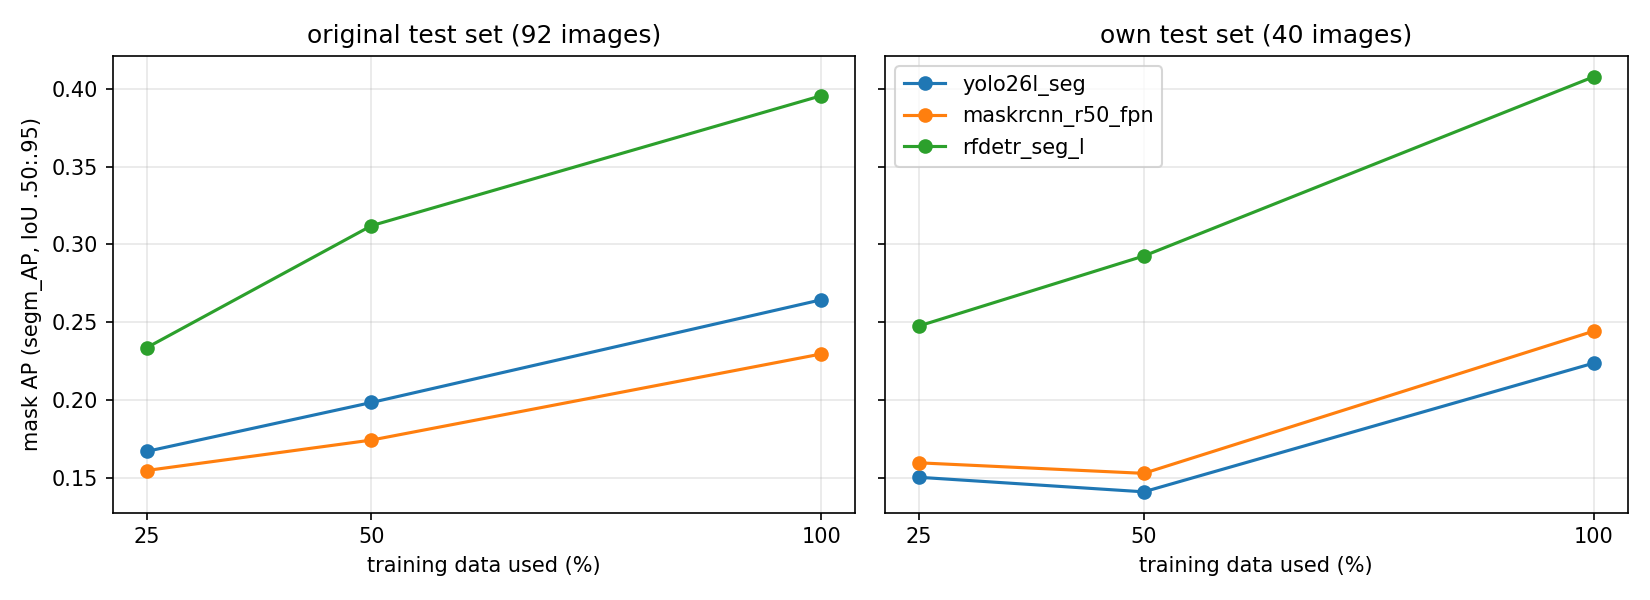 original test set (92 images)
mask AP (segm_AP, IoU .50:.95)
0.40
0.35
0.30
0.25
0.20
0.15
25
50
100
training data used (%)
own test set (40 images)
yolo26l_seg
maskrcnn_r50_fpn
rfdetr_seg_l
25
50
100
training data used (%)